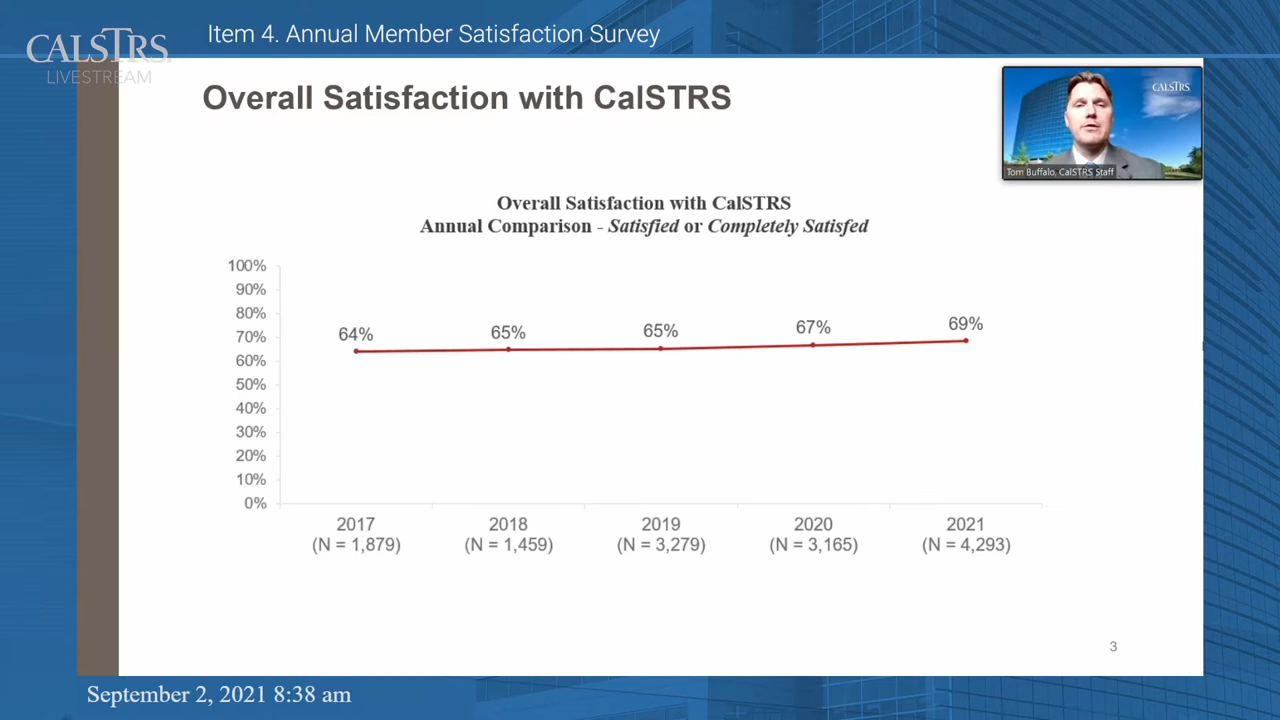 Item 4. Annual Member Satisfaction Survey
CALSTRS
LIVESTREAM
Overall Satisfaction with CalSTRS
CALSTRS
Tom Buffalo, CalSTRS Staff
Overall Satisfaction with CalSTRS
Annual Comparison - Satisfied or Completely Satisfed
100%
90%
80%
70%
60%
50%
40%
30%
20%
10%
0%
64%
65%
65%
67%
69%
2017
(N = 1,879)
2018
(N = 1,459)
2019
(N = 3,279)
2020
(N = 3,165)
2021
(N = 4,293)
3
September 2, 2021 8:38 am